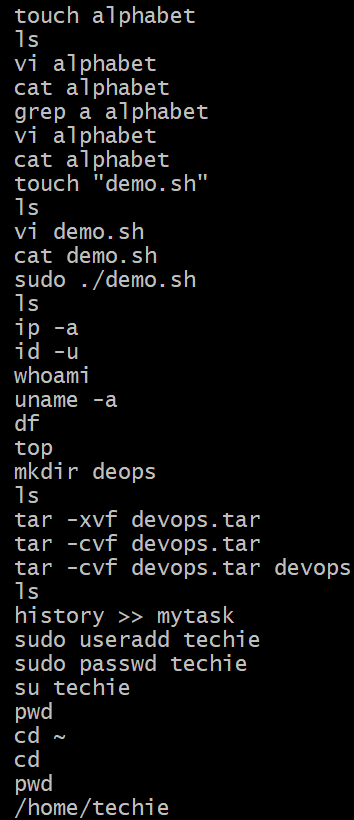 touch alphabet
ls
vi alphabet
cat alphabet
grep a alphabet
vi alphabet
cat alphabet
touch "demo.sh"
ls
vi demo.sh
cat demo.sh
sudo ./demo.sh
ls
ip -a
id -u
whoami
uname -a
df
top
mkdir deops
ls
tar -xvf devops.tar
tar -cvf devops.tar
tar -cvf devops.tar devops
ls
history >> mytask
sudo useradd techie
sudo passwd techie
su techie
pwd
cd ~
cd
pwd
/home/techie